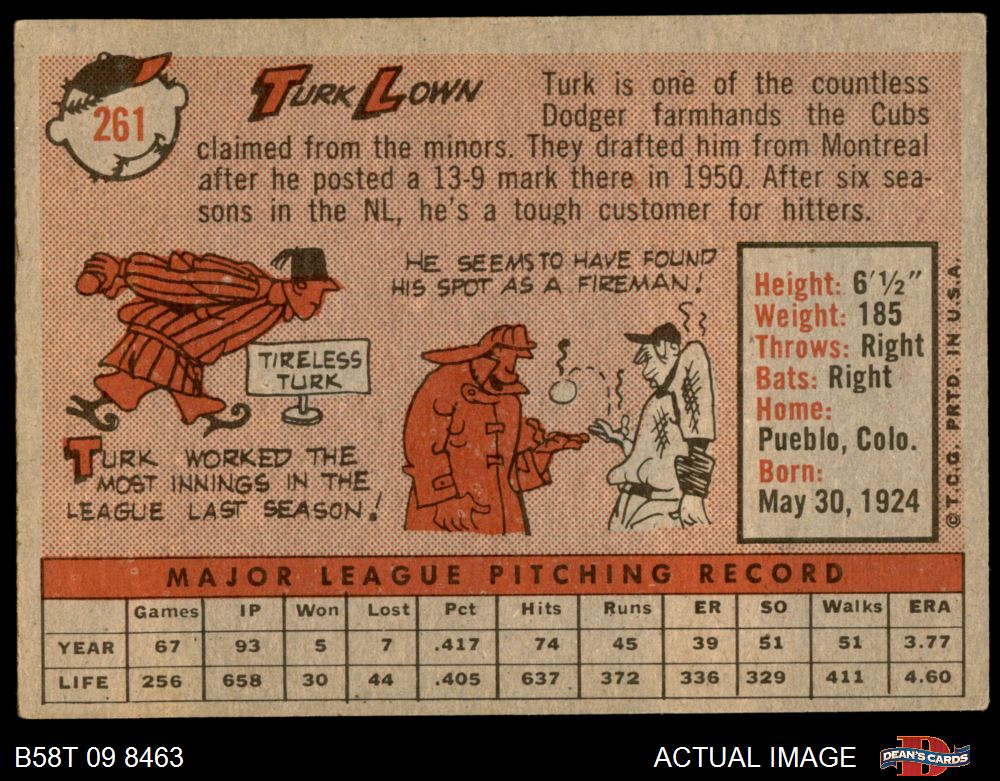 261
TURK LOWN
Turk is one of the countless
Dodger farmhands the Cubs
claimed from the minors. They drafted him from Montreal
after he posted a 13-9 mark there in 1950. After six sea-
sons in the NL, he's a tough customer for hitters.
TIRELESS
TURK
TURK WORKED THE
MOST INNINGS IN THE
LEAGUE LAST SEASON!
HE SEEMS TO HAVE FOUND
HIS SPOT AS A FIREMAN!
Height: 6'½"
Weight: 185
Throws: Right
Bats: Right
Home:
Pueblo, Colo.
Born:
May 30, 1924
© T.C.G. PRTD. IN U.S.A.
MAJOR LEAGUE PITCHING RECORD
Games IP Won Lost Pct Hits Runs ER SO Walks ERA
YEAR 67 93 5 7 .417 74 45 39 51 51 3.77
LIFE 256 658 30 44 .405 637 372 336 329 411 4.60
B58T 09 8463
ACTUAL IMAGE
D
DEAN'S CARDS